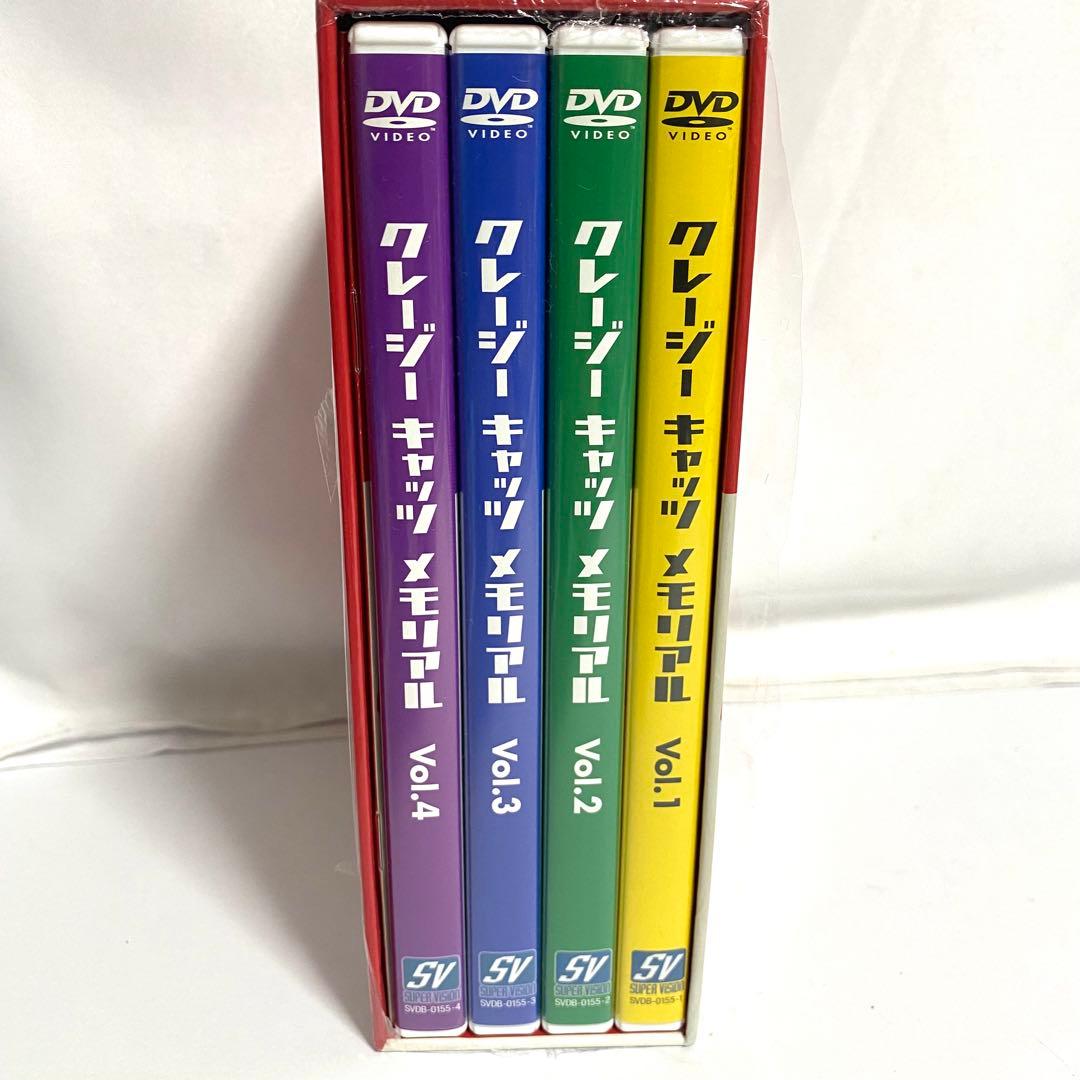 DVD
VIDEO™
クレージー キャッツ メモリアル Vol.1
SV
SUPER VISION
SVDB-0155-1
DVD
VIDEO™
クレージー キャッツ メモリアル Vol.2
SV
SUPER VISION
SVDB-0155-2
DVD
VIDEO™
クレージー キャッツ メモリアル Vol.3
SV
SUPER VISION
SVDB-0155-3
DVD
VIDEO™
クレージー キャッツ メモリアル Vol.4
SV
SUPER VISION
SVDB-0155-4